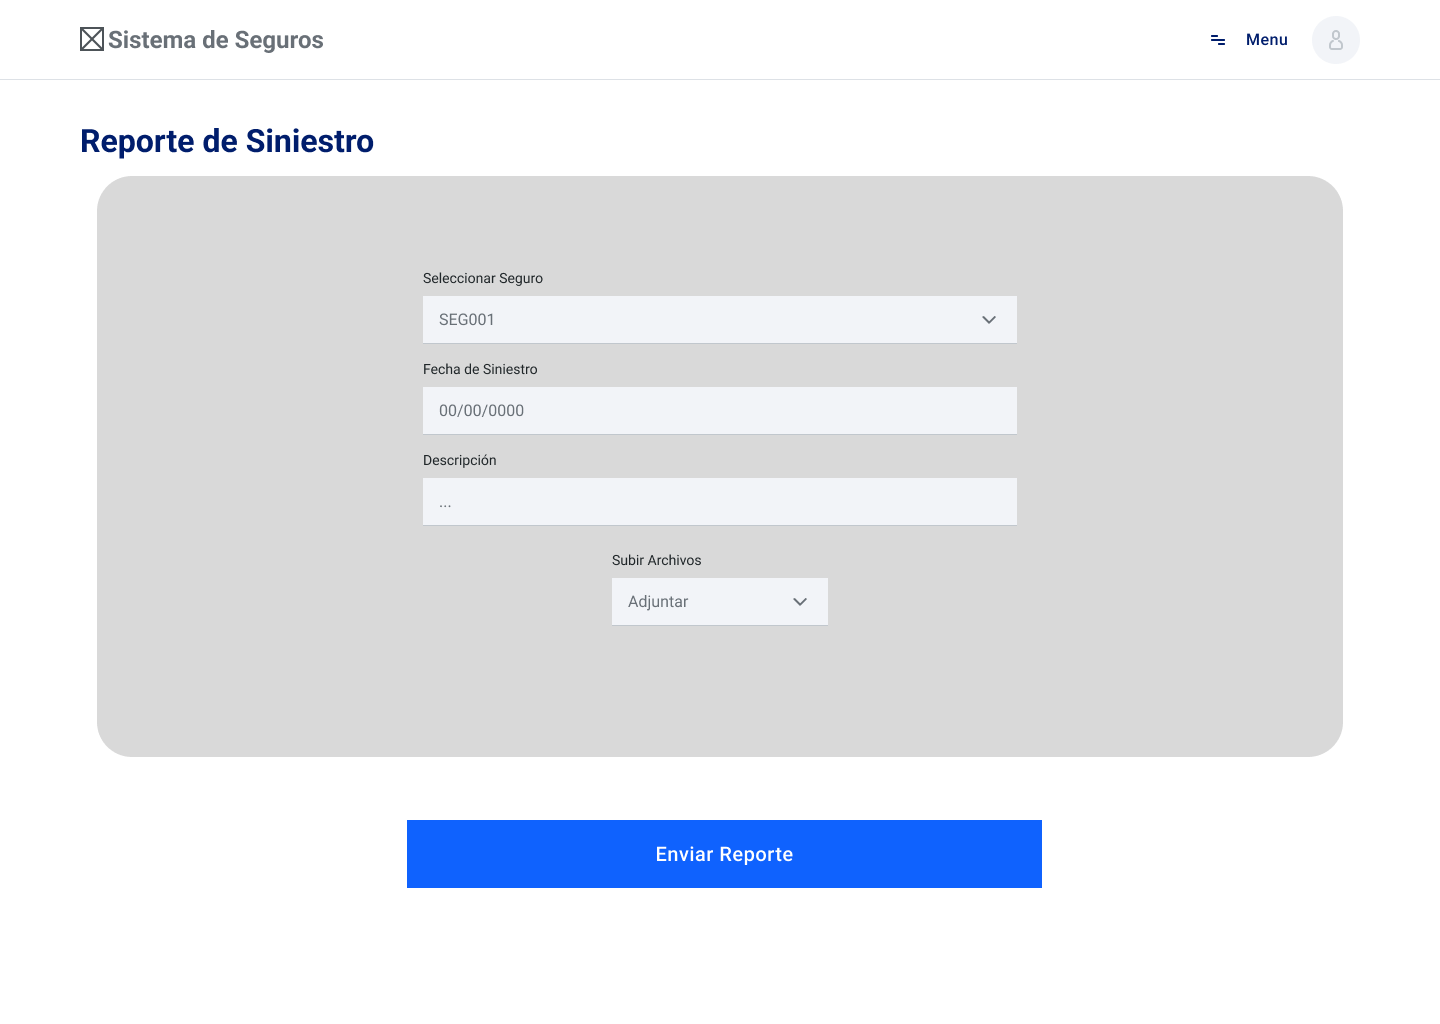 Sistema de Seguros
Menu
Reporte de Siniestro
Seleccionar Seguro
SEG001
Fecha de Siniestro
00/00/0000
Descripción
...
Subir Archivos
Adjuntar
Enviar Reporte